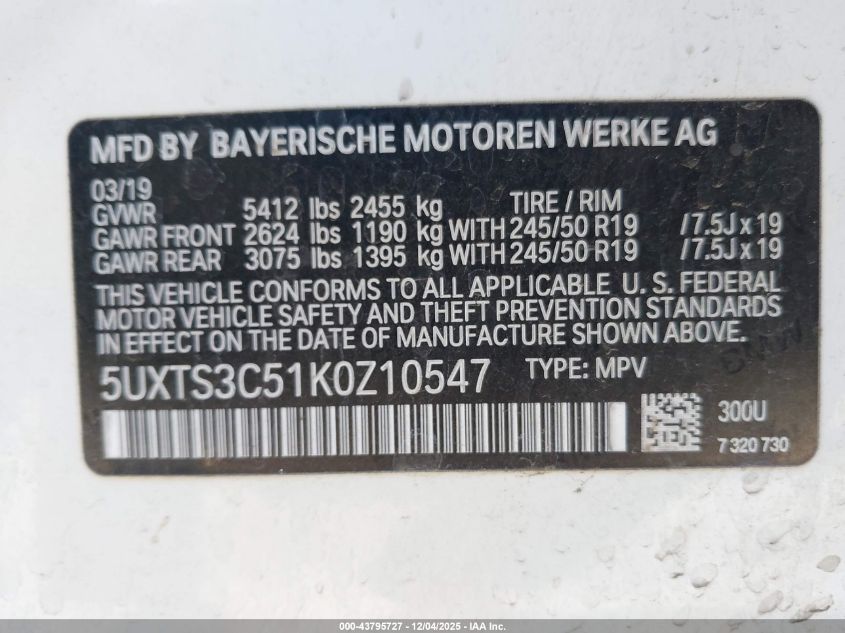 MFD BY BAYERISCHE MOTOREN WERKE AG
03/19
GVWR 5412 lbs 2455 kg TIRE / RIM
GAWR FRONT 2624 lbs 1190 kg WITH 245/50 R19 /7.5J x 19
GAWR REAR 3075 lbs 1395 kg WITH 245/50 R19 /7.5J x 19
THIS VEHICLE CONFORMS TO ALL APPLICABLE U. S. FEDERAL
MOTOR VEHICLE SAFETY AND THEFT PREVENTION STANDARDS
IN EFFECT ON THE DATE OF MANUFACTURE SHOWN ABOVE.
5UXTS3C51K0Z10547 TYPE: MPV
300U
7 320 730
000-43795727 - 12/04/2025 - IAA Inc.